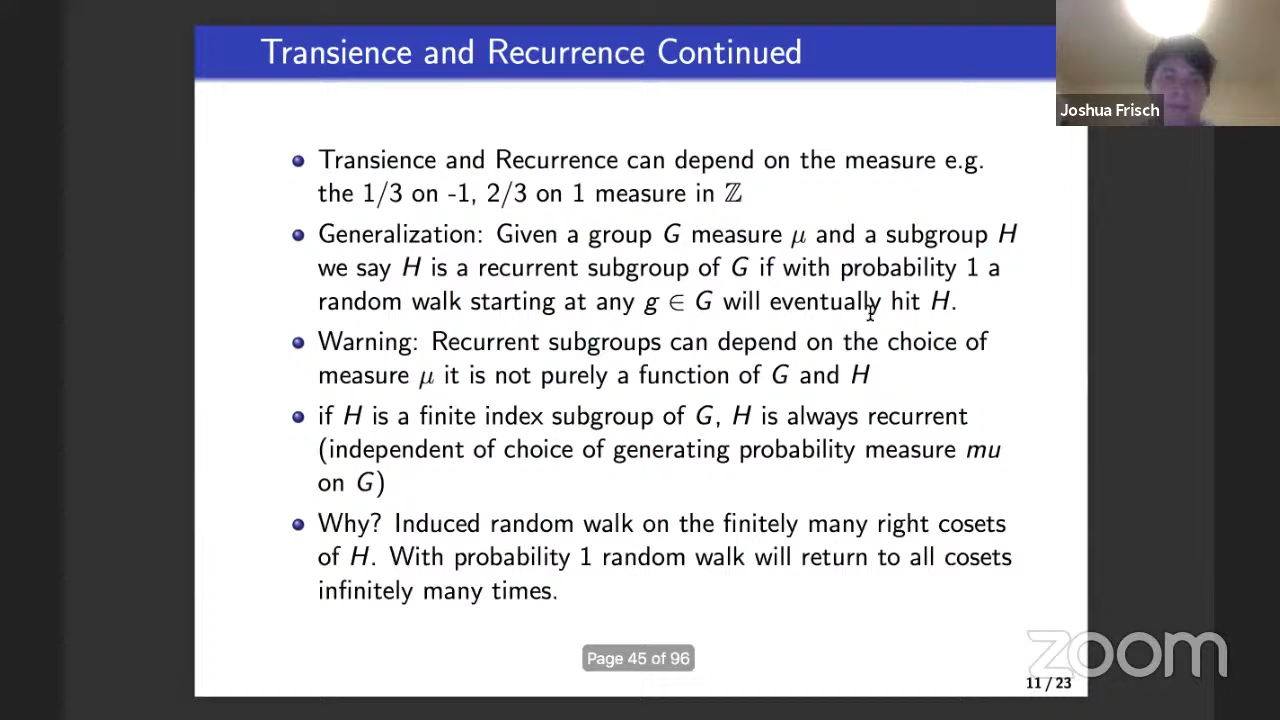 Transience and Recurrence Continued
Joshua Frisch
Transience and Recurrence can depend on the measure e.g.
the 1/3 on -1, 2/3 on 1 measure in ℤ
Generalization: Given a group G measure μ and a subgroup H
we say H is a recurrent subgroup of G if with probability 1 a
random walk starting at any g ∈ G will eventually hit H.
Warning: Recurrent subgroups can depend on the choice of
measure μ it is not purely a function of G and H
if H is a finite index subgroup of G, H is always recurrent
(independent of choice of generating probability measure mu
on G)
Why? Induced random walk on the finitely many right cosets
of H. With probability 1 random walk will return to all cosets
infinitely many times.
Page 45 of 96
zoom
11 / 23